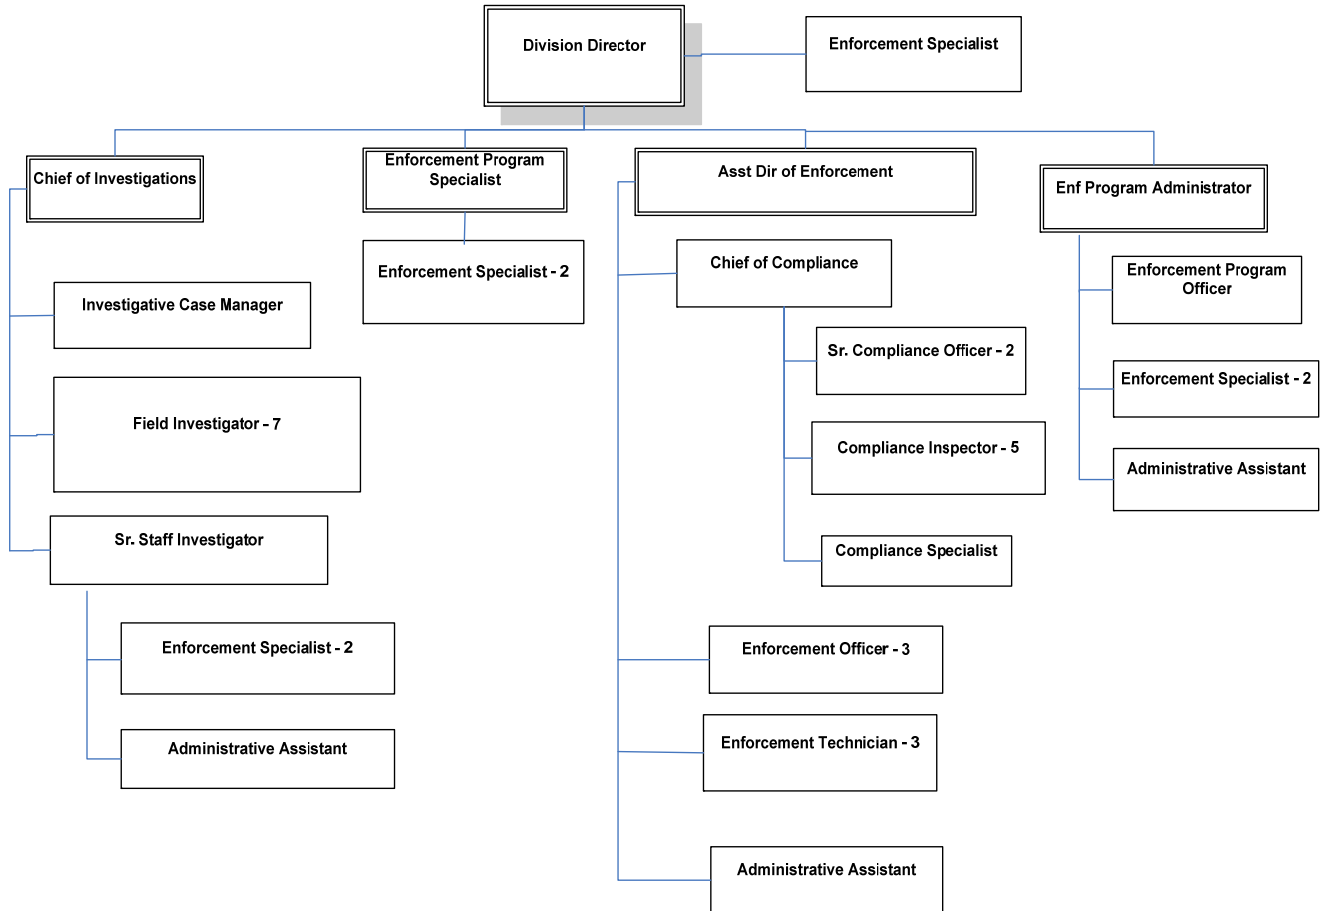 Division Director
Enforcement Specialist
Chief of Investigations
Enforcement Program
Specialist
Asst Dir of Enforcement
Enf Program Administrator
Enforcement Specialist - 2
Chief of Compliance
Enforcement Program
Officer
Investigative Case Manager
Sr. Compliance Officer - 2
Enforcement Specialist - 2
Field Investigator - 7
Compliance Inspector - 5
Administrative Assistant
Sr. Staff Investigator
Compliance Specialist
Enforcement Specialist - 2
Enforcement Officer - 3
Administrative Assistant
Enforcement Technician - 3
Administrative Assistant